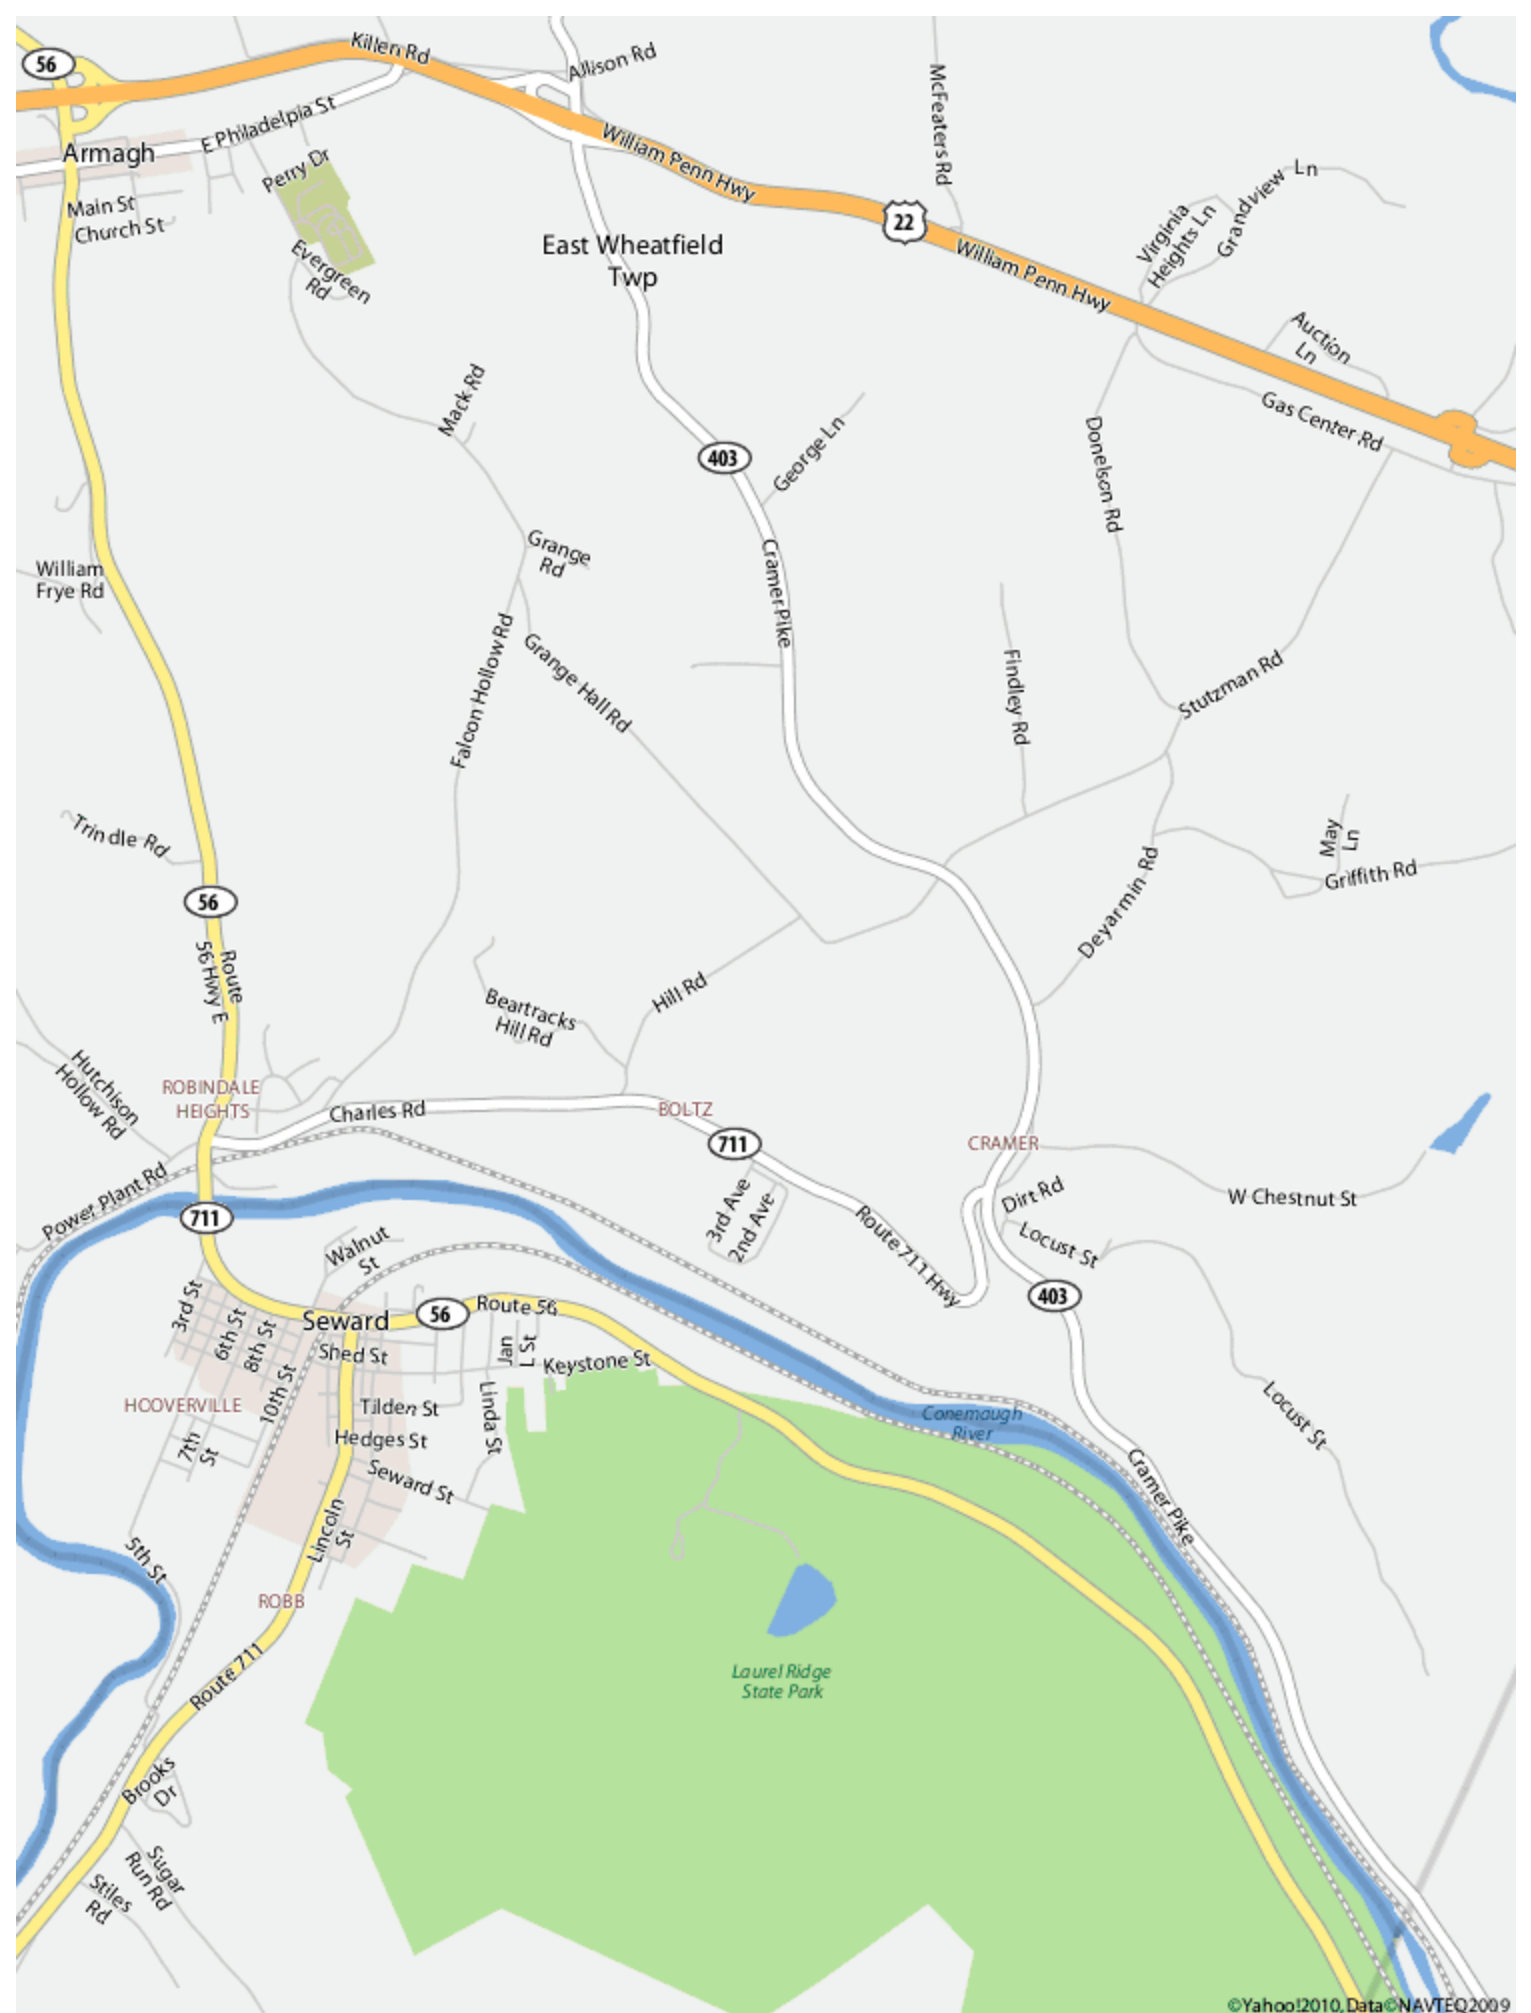 56
Killen Rd
Allison Rd
McFeaters Rd
E Philadelpia St
Armagh
William Penn Hwy
Perry Dr
Grandview Ln
Main St
Church St
22
Virginia
Heights Ln
East Wheatfield
Twp
William Penn Hwy
Evergreen
Rd
Auction
Ln
Mack Rd
Gas Center Rd
403
George Ln
Donelson Rd
Grange
Rd
William
Frye Rd
Cramer Pike
Falcon Hollow Rd
Grange Hall Rd
Findley Rd
Stutzman Rd
Trindle Rd
May
Ln
Griffith Rd
56
Deyarmin Rd
Route
56 Hwy E
Hill Rd
Beartracks
Hill Rd
Hutchison
Hollow Rd
ROBINDALE
HEIGHTS
Charles Rd
BOLTZ
711
CRAMER
Power Plant Rd
Dirt Rd
W Chestnut St
3rd Ave
2nd Ave
711
Route 711 Hwy
Locust St
Walnut
St
403
3rd St
6th St
8th St
Seward
56
Route 56
Shed St
Jen
L St
Keystone St
HOOVERVILLE
10th St
Tilden St
Linda St
Locust St
Conemaugh
River
7th
St
Hedges St
Seward St
Cramer Pike
Lincoln
St
5th St
ROBB
Route 711
Laurel Ridge
State Park
Brooks
Dr
Sugar
Run Rd
Stiles
Rd
©Yahoo!2010, Data©NAVTEQ2009